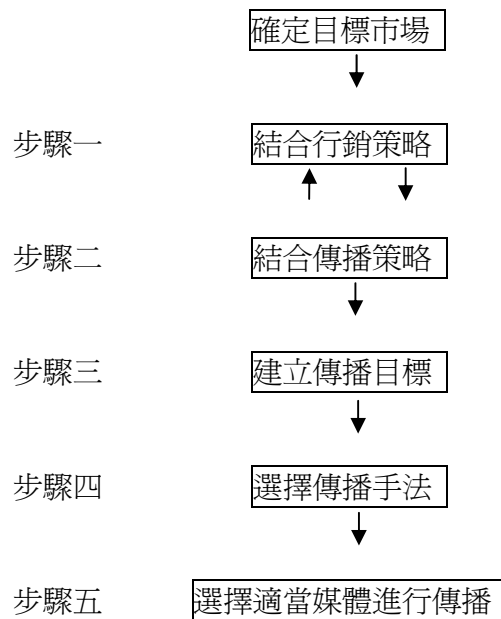 確定目標市場
步驟一 結合行銷策略
步驟二 結合傳播策略
步驟三 建立傳播目標
步驟四 選擇傳播手法
步驟五 選擇適當媒體進行傳播